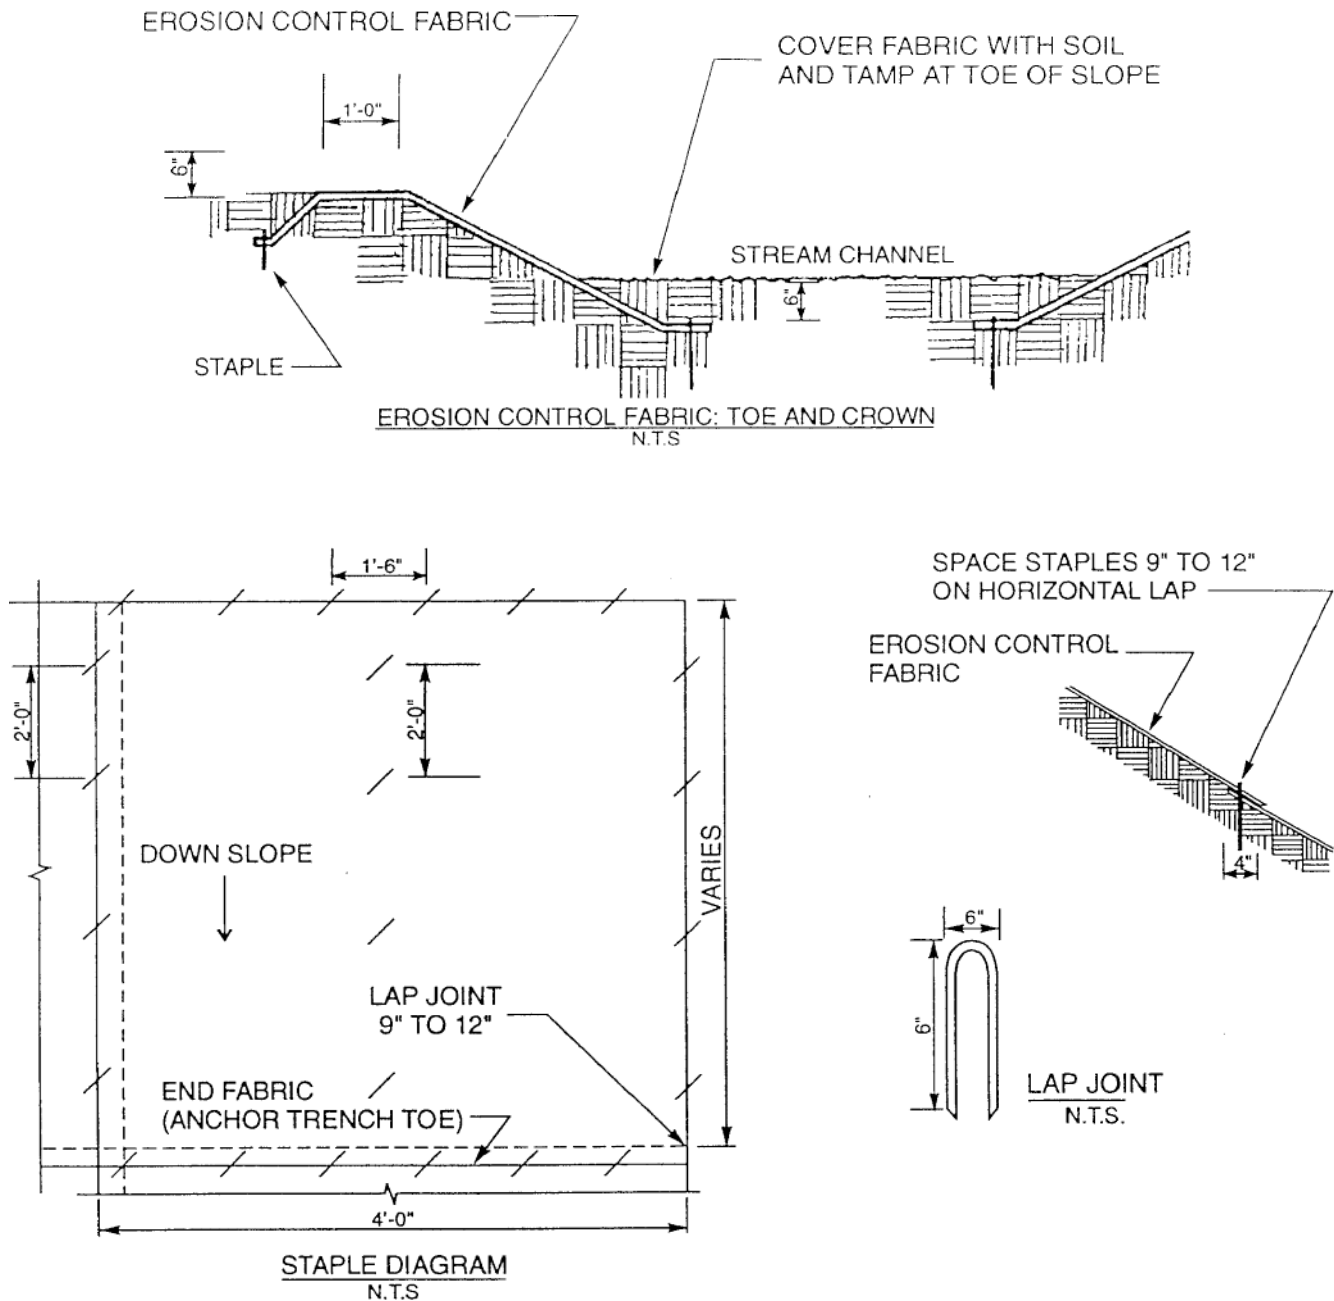 EROSION CONTROL FABRIC
COVER FABRIC WITH SOIL
AND TAMP AT TOE OF SLOPE
1'-0"
6"
STREAM CHANNEL
6"
STAPLE
EROSION CONTROL FABRIC: TOE AND CROWN
N.T.S
1'-6"
2'-0"
2'-0"
DOWN SLOPE
VARIES
LAP JOINT
9" TO 12"
END FABRIC
(ANCHOR TRENCH TOE)
4'-0"
STAPLE DIAGRAM
N.T.S
SPACE STAPLES 9" TO 12"
ON HORIZONTAL LAP
EROSION CONTROL
FABRIC
4"
6"
6"
LAP JOINT
N.T.S.